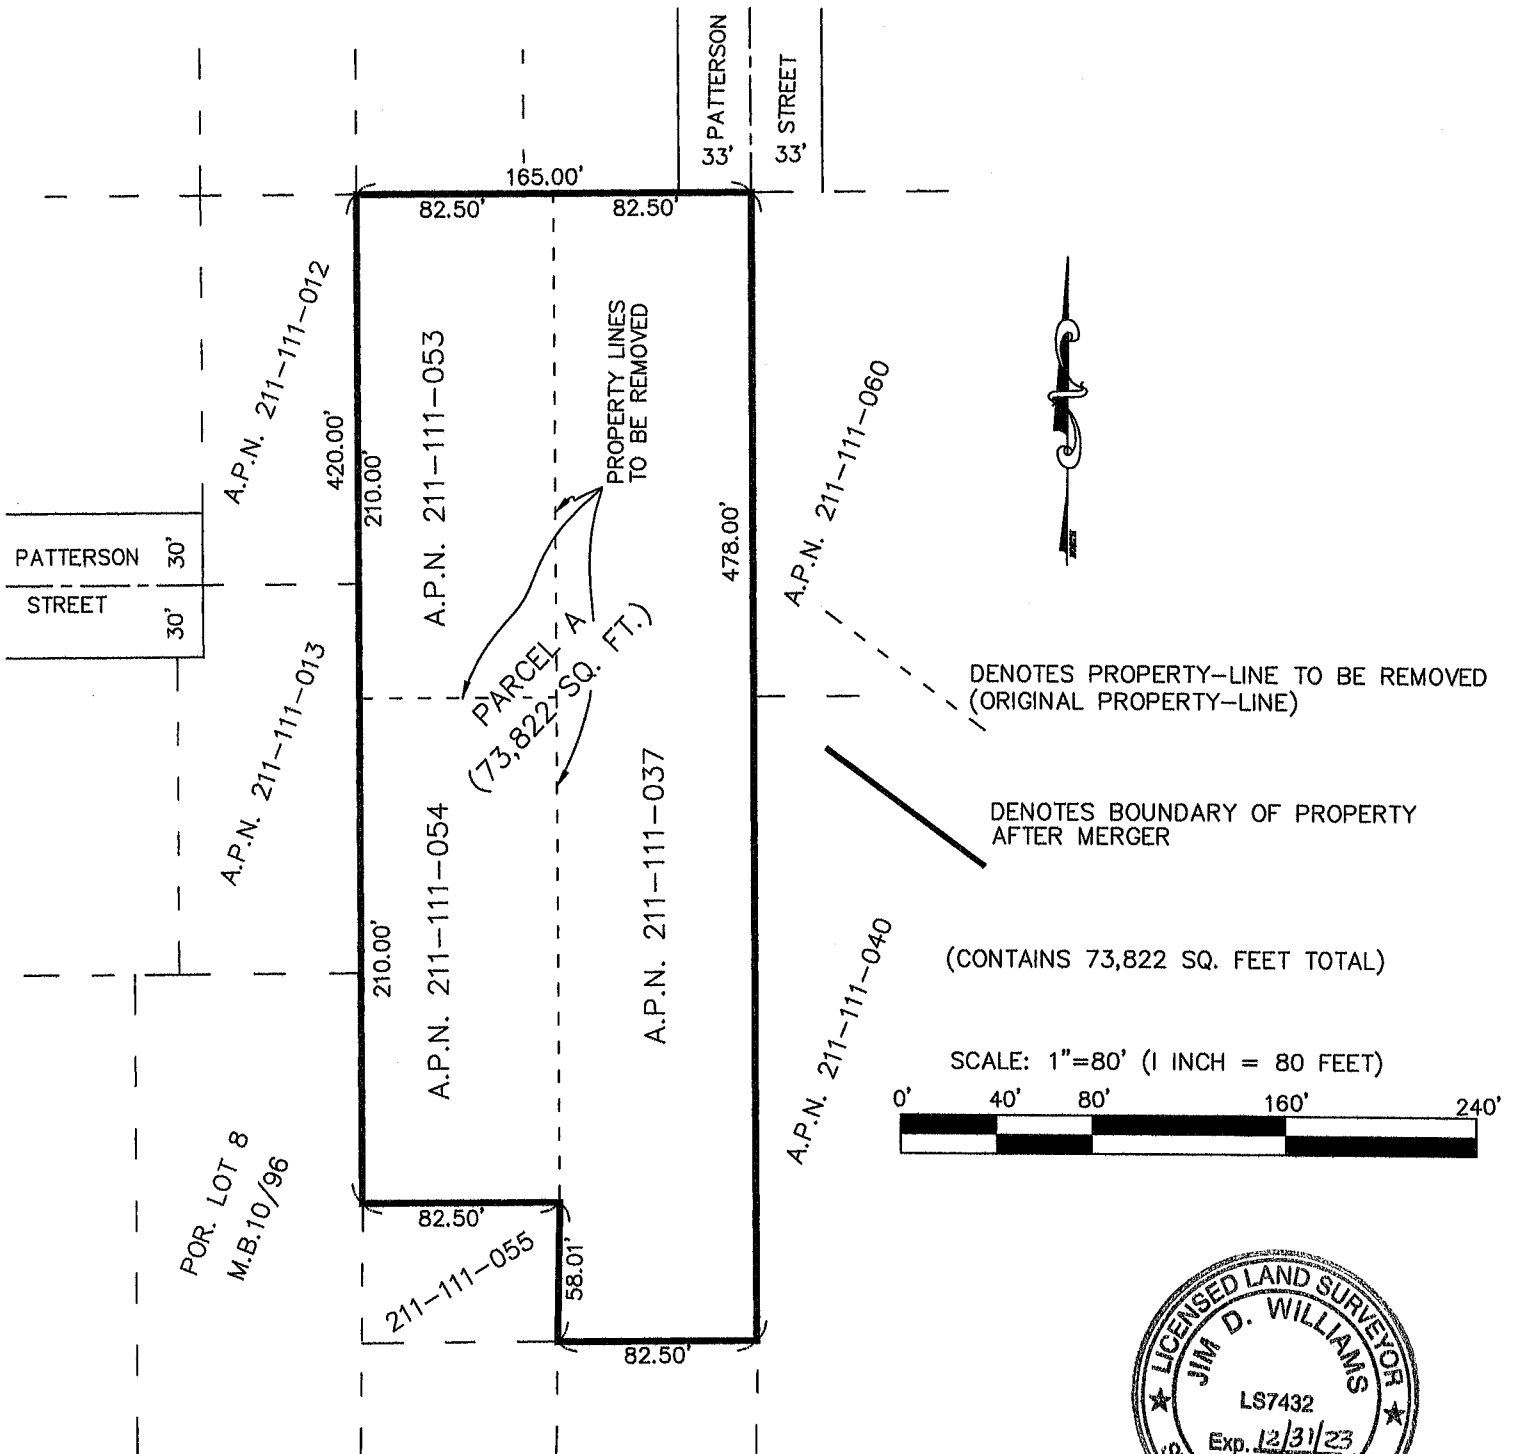 33' PATTERSON
33' STREET
165.00'
82.50'
82.50'
A.P.N. 211-111-012
420.00'
210.00'
A.P.N. 211-111-053
PROPERTY LINES
TO BE REMOVED
478.00'
A.P.N. 211-111-060
NORTH
PATTERSON
STREET
30'
30'
A.P.N. 211-111-013
PARCEL A
(73,822 SQ. FT.)
DENOTES PROPERTY-LINE TO BE REMOVED
(ORIGINAL PROPERTY-LINE)
DENOTES BOUNDARY OF PROPERTY
AFTER MERGER
210.00'
A.P.N. 211-111-054
A.P.N. 211-111-037
A.P.N. 211-111-040
(CONTAINS 73,822 SQ. FEET TOTAL)
SCALE: 1"=80' (I INCH = 80 FEET)
0' 40' 80' 160' 240'
POR. LOT 8
M.B.10/96
82.50'
211-111-055
58.01'
82.50'
LICENSED LAND SURVEYOR
JIM D. WILLIAMS
LS7432
Exp. 12/31/23